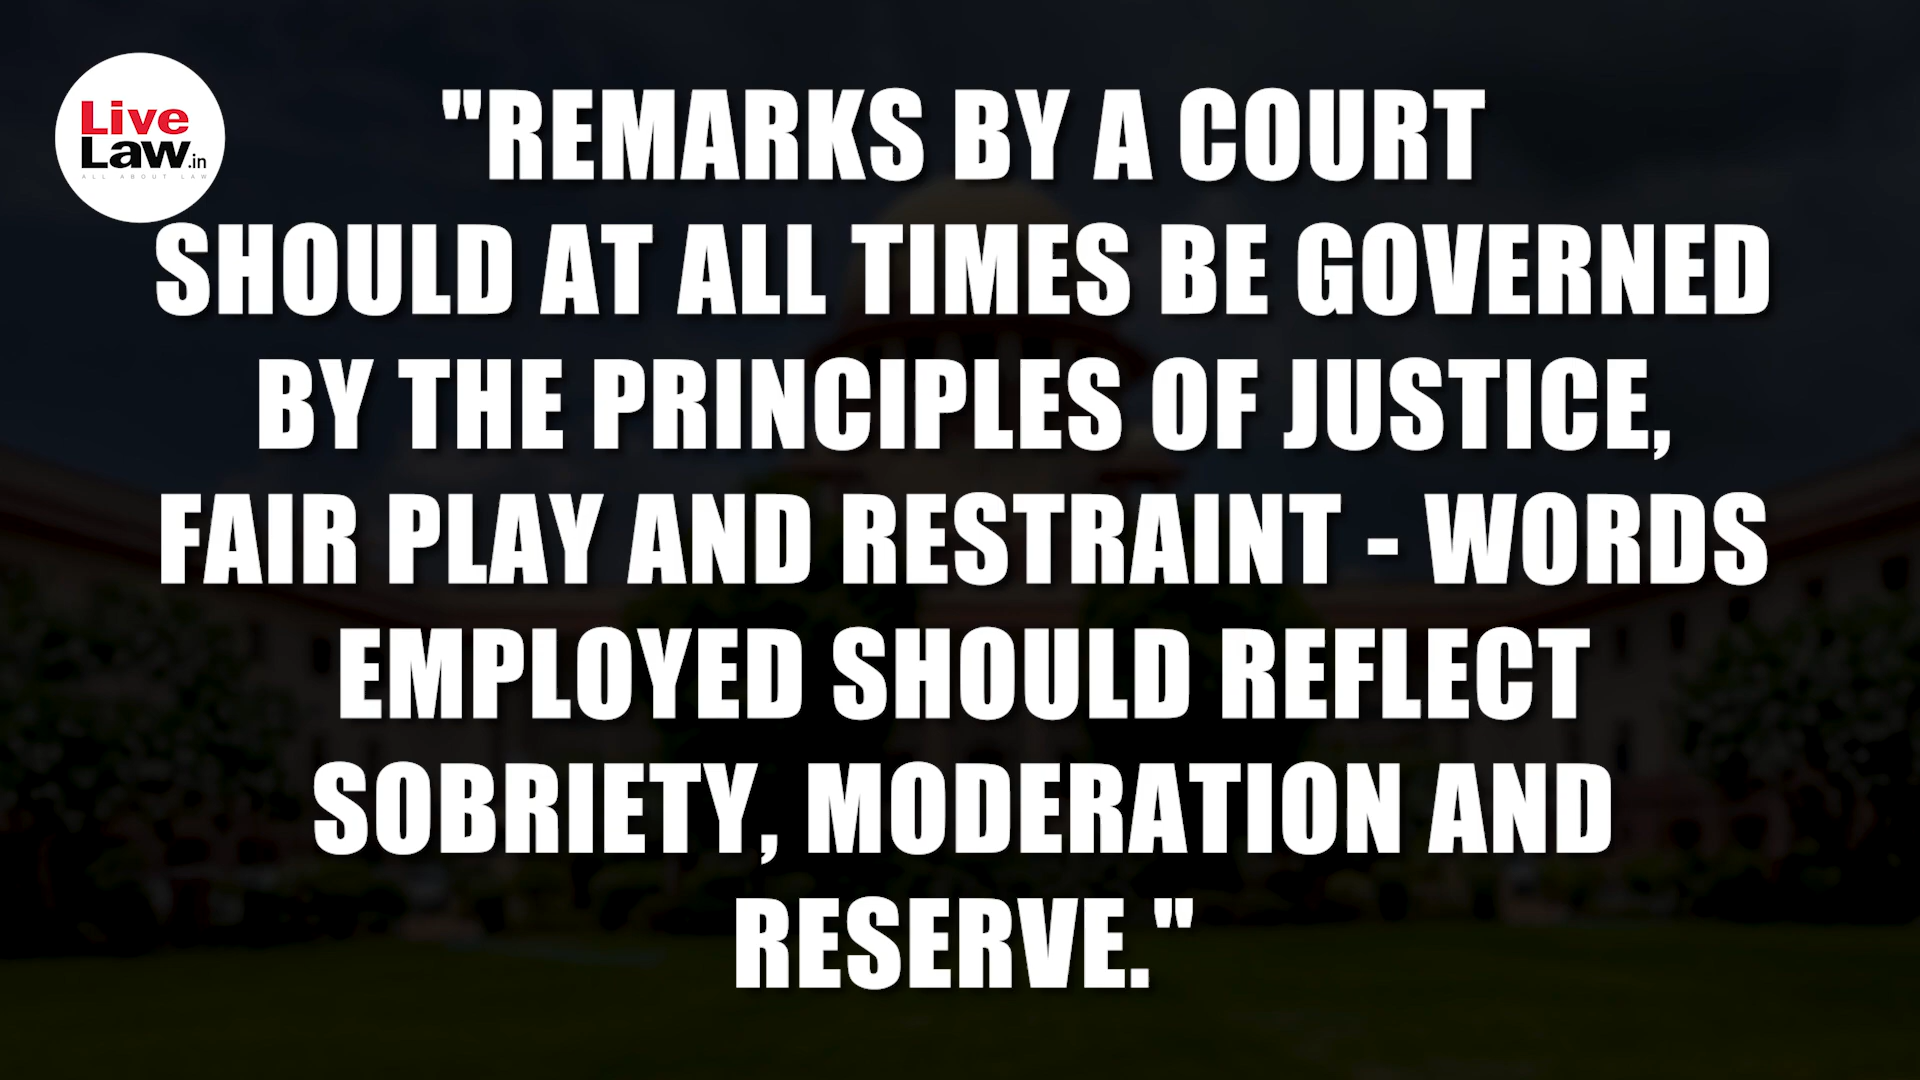 Live
Law.in
ALL ABOUT LAW
"REMARKS BY A COURT
SHOULD AT ALL TIMES BE GOVERNED
BY THE PRINCIPLES OF JUSTICE,
FAIR PLAY AND RESTRAINT - WORDS
EMPLOYED SHOULD REFLECT
SOBRIETY, MODERATION AND
RESERVE."